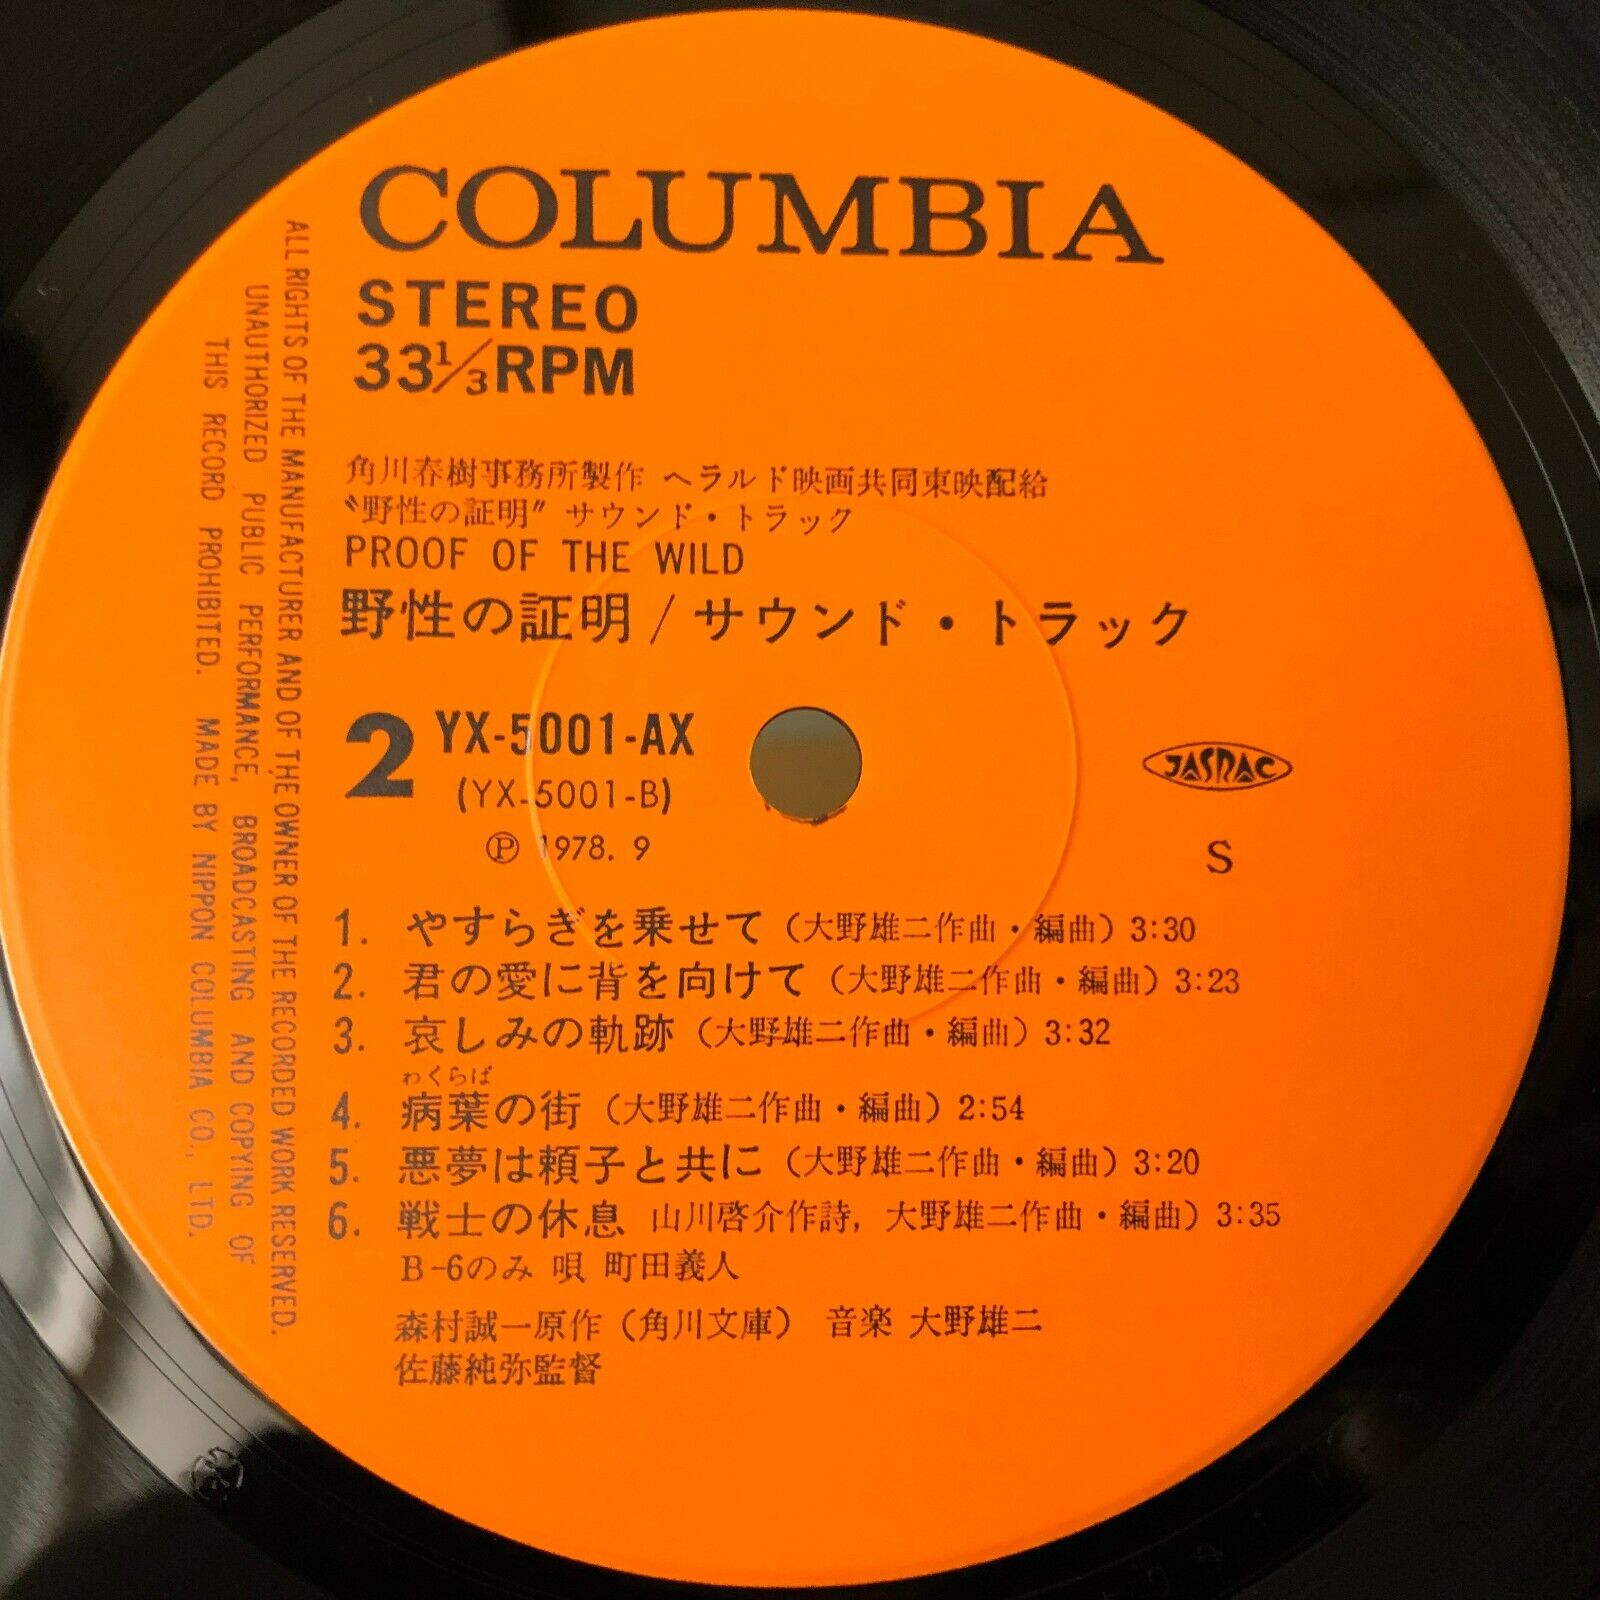 COLUMBIA
STEREO
33 1/3 RPM
角川春樹事務所製作 ヘラルド映画共同東映配給
〝野性の証明〞 サウンド・トラック
PROOF OF THE WILD
野性の証明/サウンド・トラック
2 YX-5001-AX
(YX-5001-B)
Ⓟ 1978. 9
JASRAC
S
1. やすらぎを乗せて (大野雄二作曲・編曲) 3:30
2. 君の愛に背を向けて (大野雄二作曲・編曲) 3:23
3. 哀しみの軌跡 (大野雄二作曲・編曲) 3:32
わくらば
4. 病葉の街 (大野雄二作曲・編曲) 2:54
5. 悪夢は頼子と共に (大野雄二作曲・編曲) 3:20
6. 戦士の休息 山川啓介作詩, 大野雄二作曲・編曲) 3:35
B-6のみ 唄 町田義人
森村誠一原作 (角川文庫) 音楽 大野雄二
佐藤純弥監督
ALL RIGHTS OF THE MANUFACTURER AND OF THE OWNER OF THE RECORDED WORK RESERVED.
UNAUTHORIZED PUBLIC PERFORMANCE, BROADCASTING AND COPYING OF
THIS RECORD PROHIBITED. MADE BY NIPPON COLUMBIA CO., LTD.